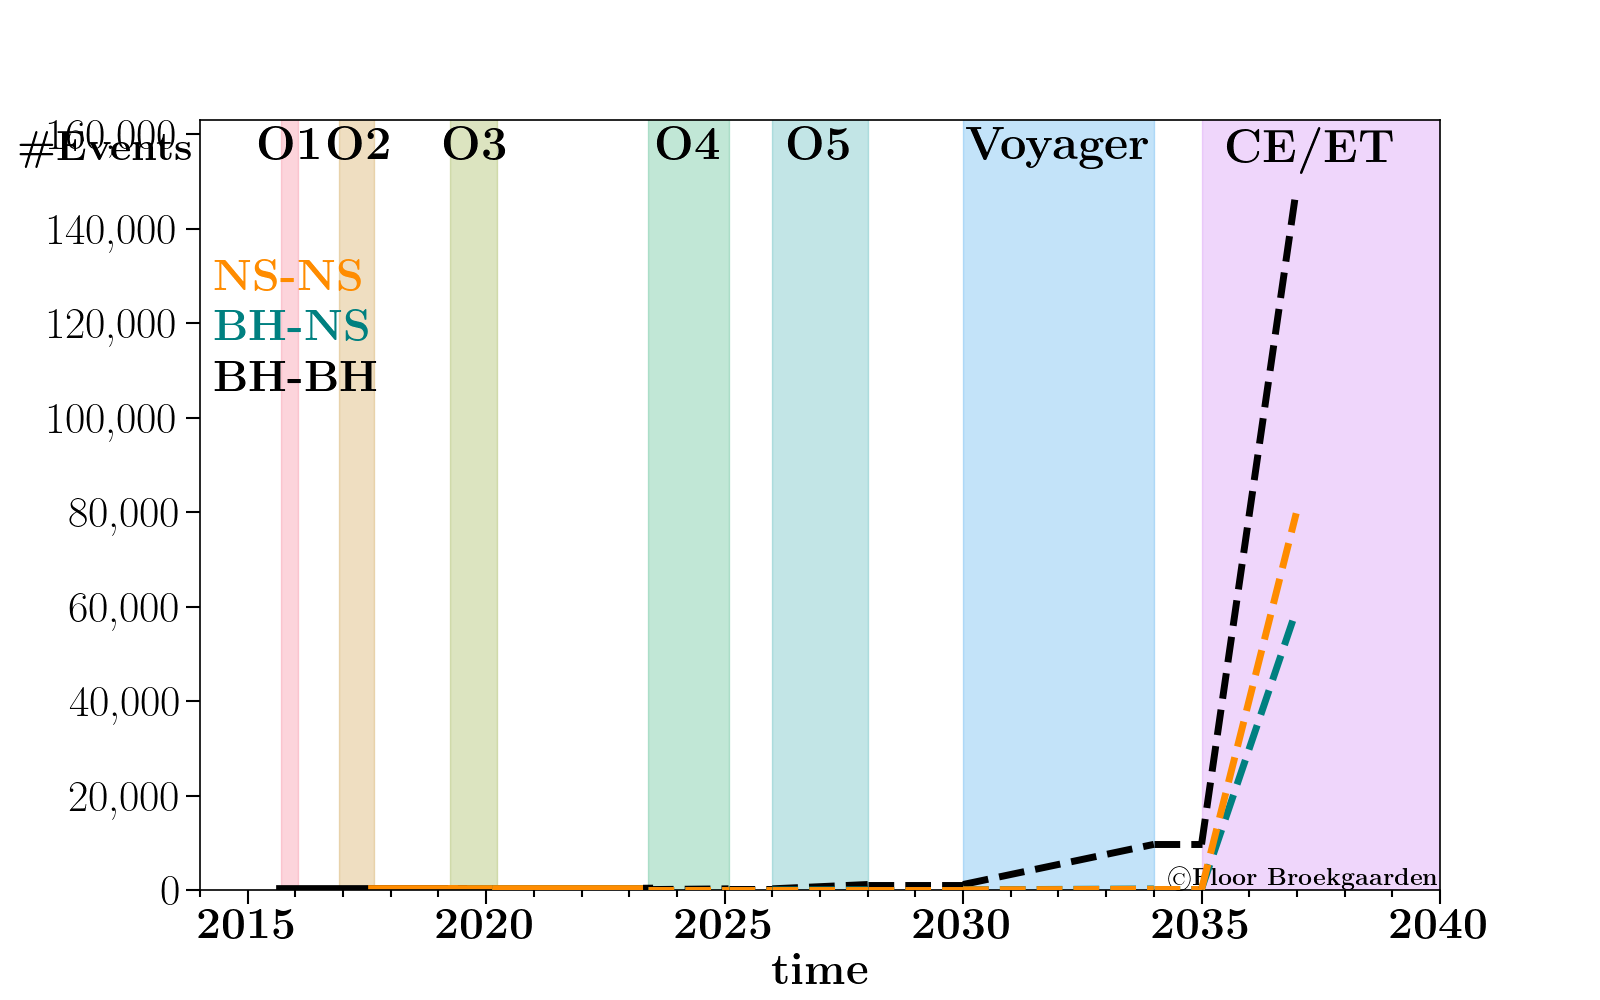 160,000
#Events
O1 O2 O3 O4 O5 Voyager CE/ET
140,000
NS-NS
120,000
BH-NS
BH-BH
100,000
80,000
60,000
40,000
20,000
©Floor Broekgaarden
0
2015 2020 2025 2030 2035 2040
time